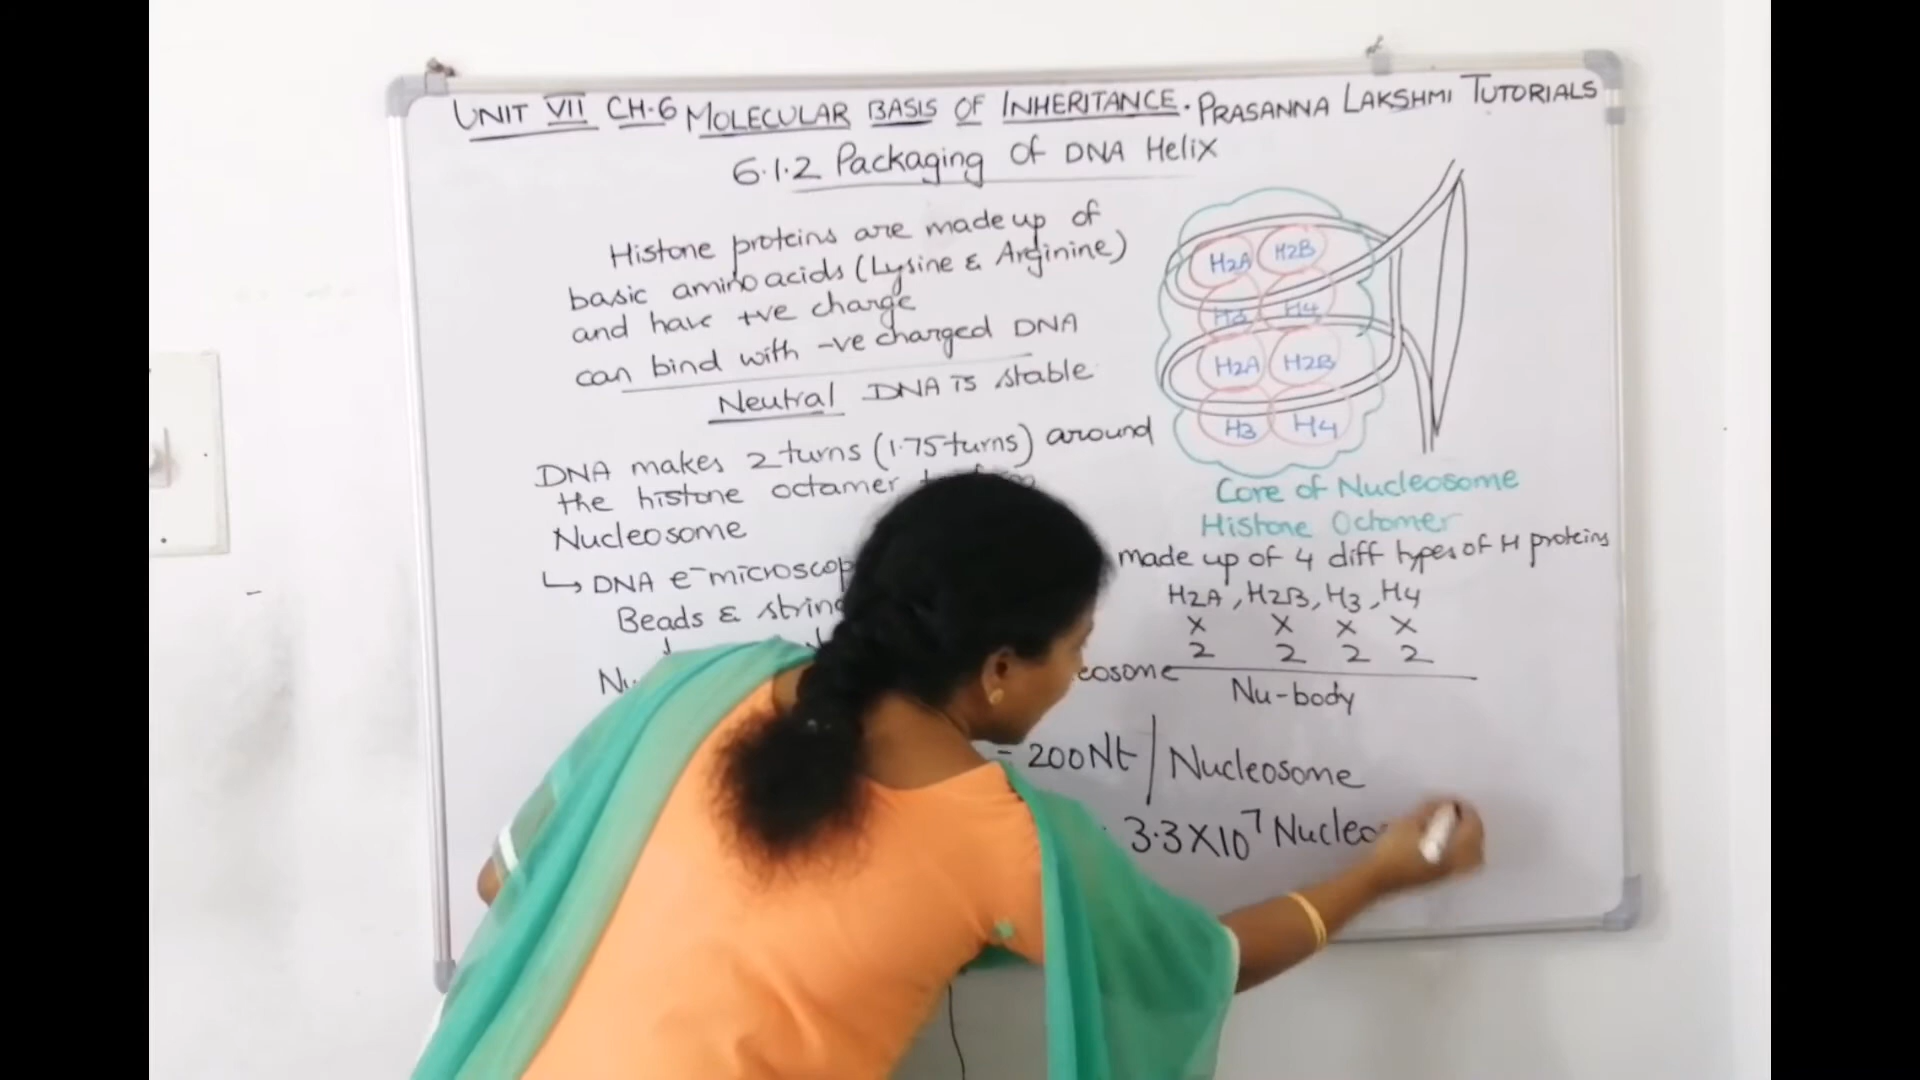 UNIT VII CH.6 MOLECULAR BASIS OF INHERITANCE. PRASANNA LAKSHMI TUTORIALS
6.1.2 Packaging Of DNA Helix
Histone proteins are made up of
basic amino acids (Lysine & Arginine)
and have +ve charge
can bind with -ve charged DNA
Neutral DNA is stable
DNA makes 2 turns (1.75 turns) around
the histone octamer
Nucleosome
↳ DNA e- microscop
Beads & string
H2A H2B
H3 H4
H2A H2B
H3 H4
Core of Nucleosome
Histone Octomer
made up of 4 diff types of H proteins
H2A, H2B, H3, H4
X X X X
2 2 2 2
Nu-body
= 200Nt / Nucleosome
3.3X10⁷ Nucleo